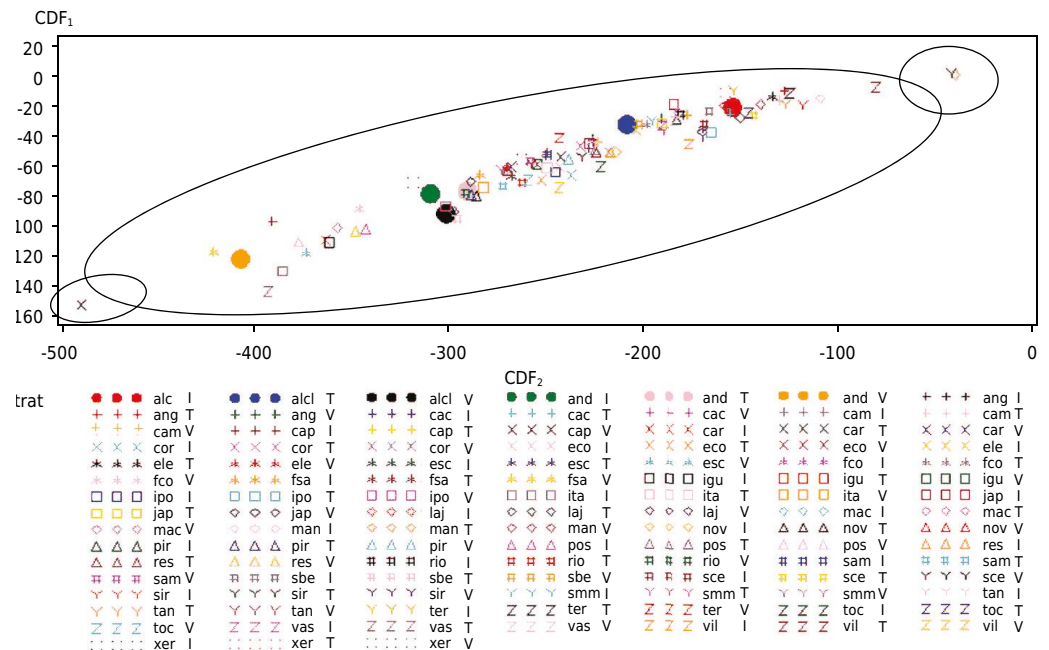 CDF1
20
0
-20
-40
-60
-80
100
120
140
160
-500 -400 -300 -200 -100 0
CDF2
trat alc I alcl T alcl V and I and T and V ang I
ang T ang V cac I cac T cac V cam I cam T
cam V cap I cap T cap V car I car T car V
cor I cor T cor V eco I eco T eco V ele I
ele T ele V esc I esc T esc V fco I fco T
fco V fsa I fsa T fsa V igu I igu T igu V
ipo I ipo T ipo V ita I ita T ita V jap I
jap T jap V laj I laj T laj V mac I mac T
mac V man I man T man V nov I nov T nov V
pir I pir T pir V pos I pos T pos V res I
res T res V rio I rio T rio V sam I sam T
sam V sbe I sbe T sbe V sce I sce T sce V
sir I sir T sir V smm I smm T smm V tan I
tan T tan V ter I ter T ter V toc I toc T
toc V vas I vas T vas V vil I vil T vil V
xer I xer T xer V